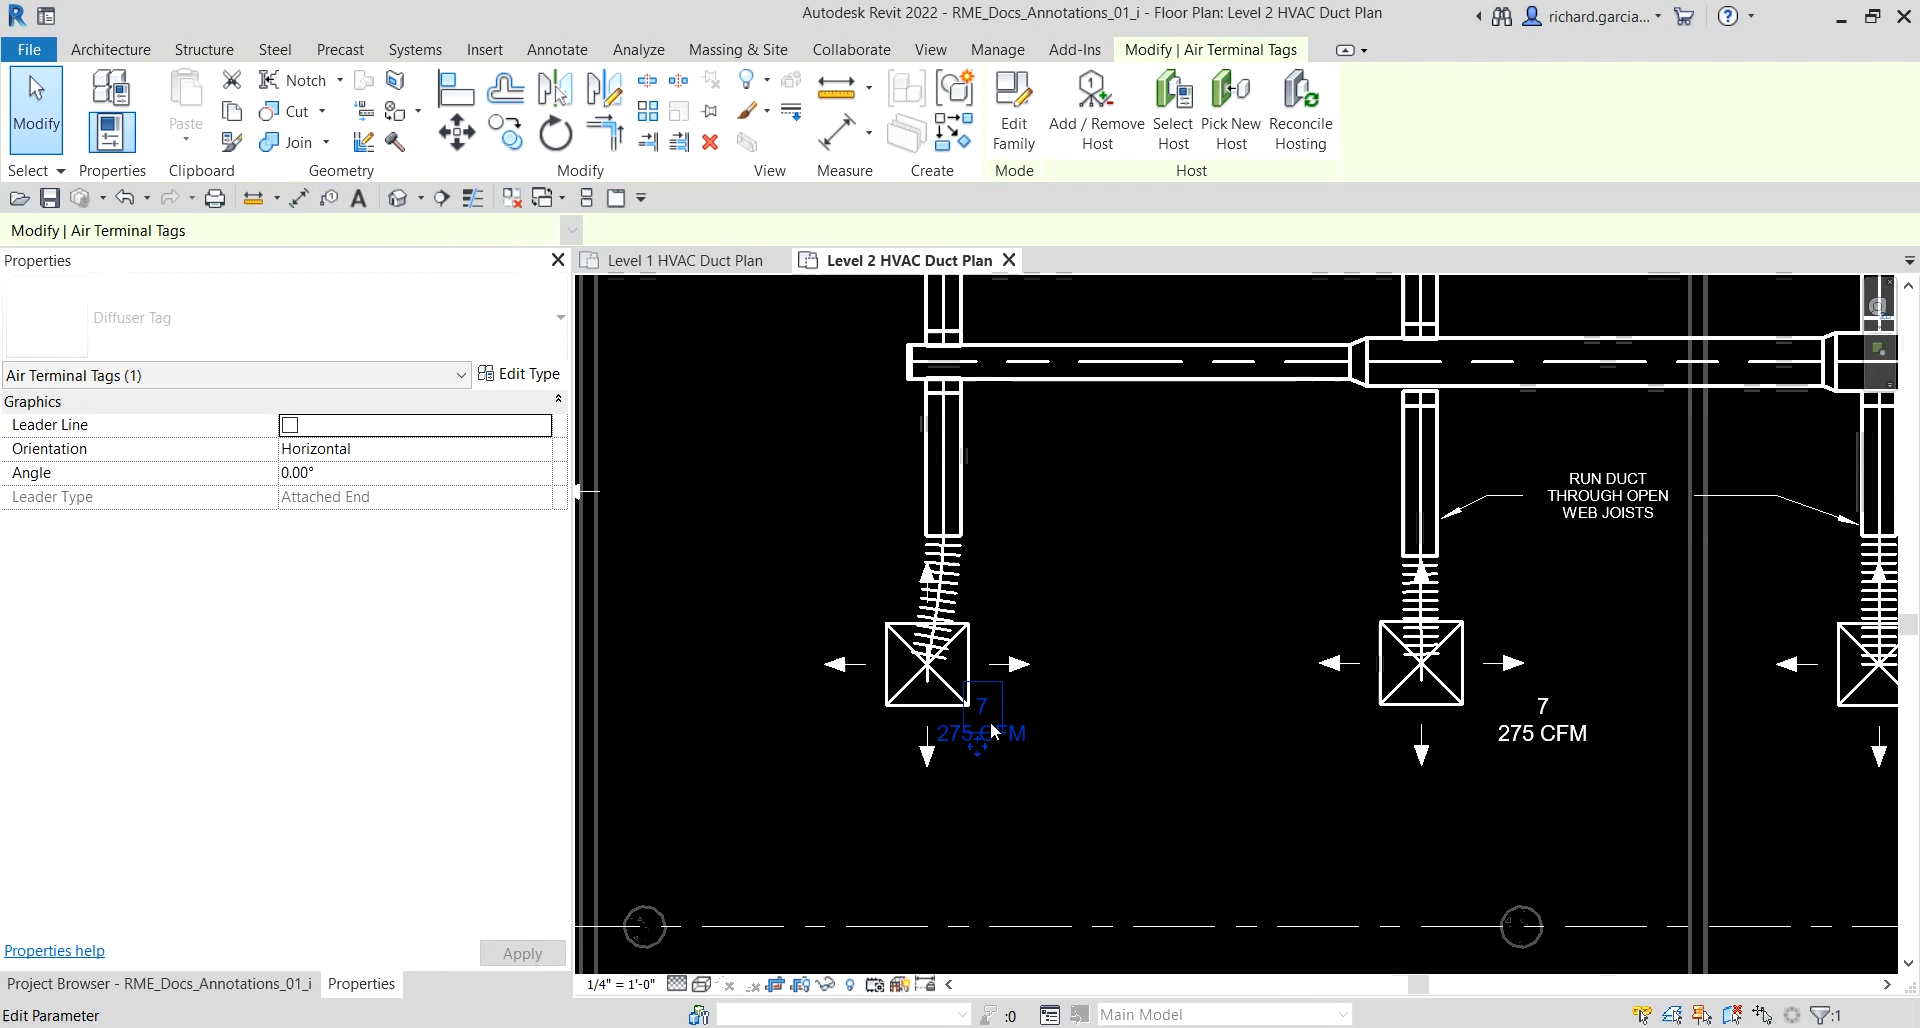 Autodesk Revit 2022 - RME_Docs_Annotations_01_i - Floor Plan: Level 2 HVAC Duct Plan
richard.garcia...
File Architecture Structure Steel Precast Systems Insert Annotate Analyze Massing & Site Collaborate View Manage Add-Ins Modify | Air Terminal Tags
Modify
Paste
Notch
Cut
Join
Edit Family
Add / Remove Host
Select Host
Pick New Host
Reconcile Hosting
Select Properties Clipboard Geometry Modify View Measure Create Mode Host
Modify | Air Terminal Tags
Properties
Level 1 HVAC Duct Plan
Level 2 HVAC Duct Plan
Diffuser Tag
Air Terminal Tags (1)
Edit Type
Graphics
Leader Line
Orientation Horizontal
Angle 0.00°
Leader Type Attached End
RUN DUCT
THROUGH OPEN
WEB JOISTS
7
275 CFM
7
275 CFM
Properties help
Apply
Project Browser - RME_Docs_Annotations_01_i
Properties
1/4" = 1'-0"
Edit Parameter
:0
Main Model
:1